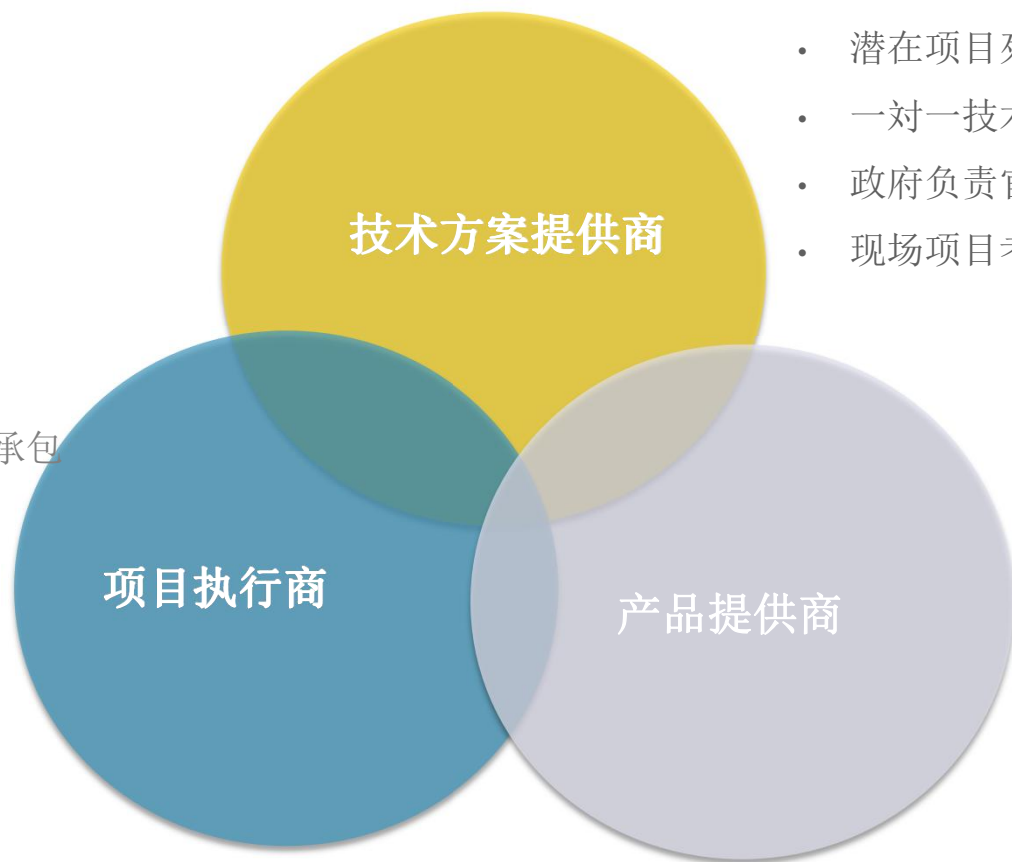 • 潜在项目
• 一对一技
• 政府负责
• 现场项目
技术方案提供商
承包
项目执行商
产品提供商